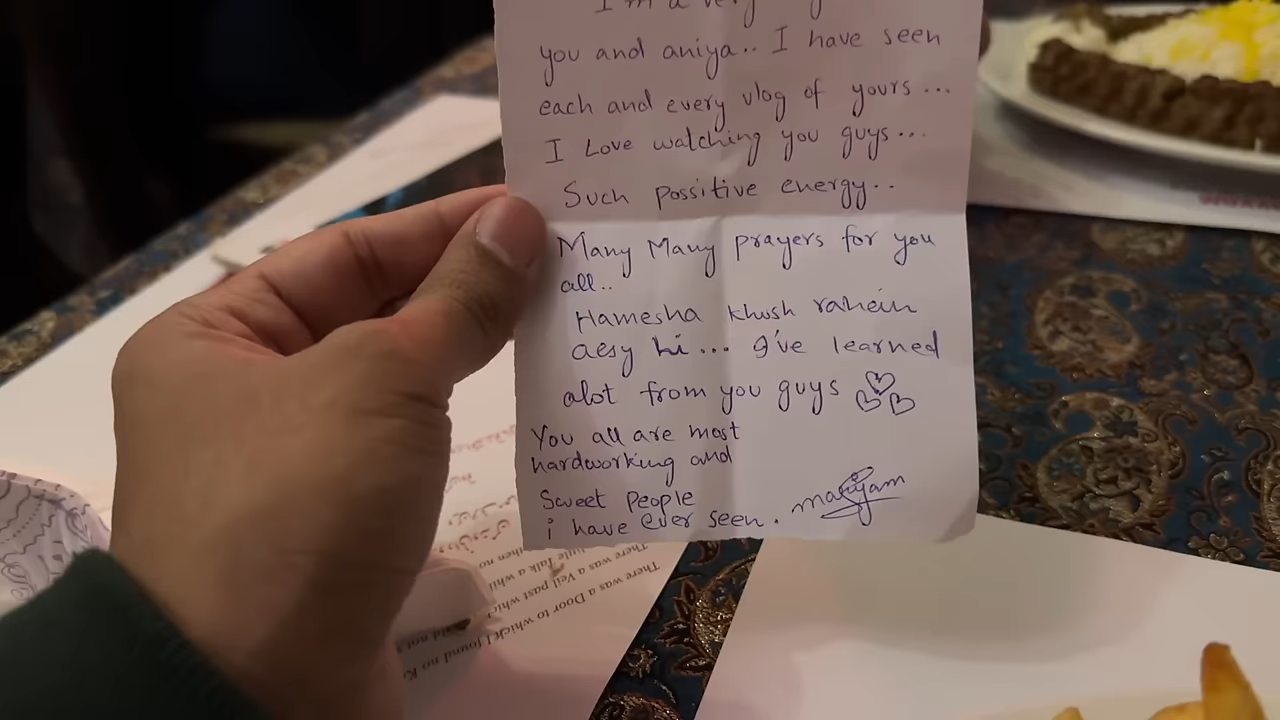 I'm a very
you and aniya.. I have seen
each and every vlog of yours...
I Love watching you guys...
Such possitive energy..
Many Many prayers for you
all..
Hamesha khush rahein
aesy hi... I've learned
alot from you guys
You all are most
hardworking and
Sweet People
i have ever seen.
maryam
There was a Door to which I found no
There was a Veil past which
Talk a